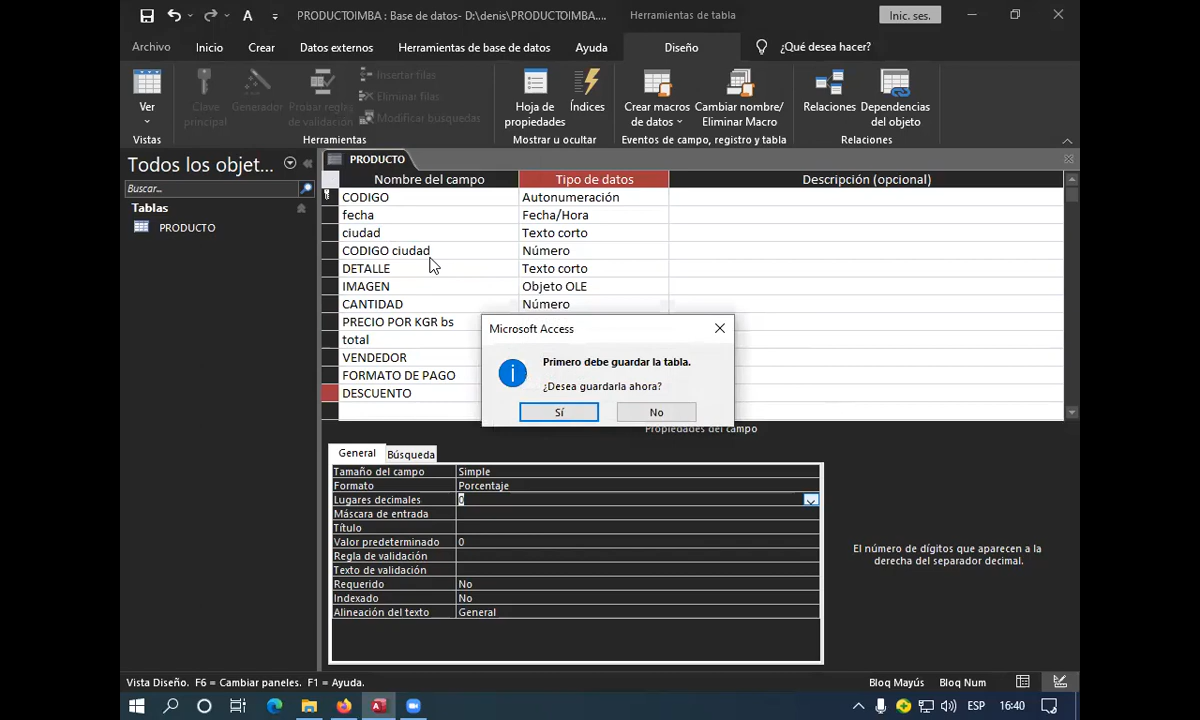 PRODUCTOIMBA : Base de datos- D:\denis\PRODUCTOIMBA....
Herramientas de tabla
Inic. ses.
Archivo
Inicio
Crear
Datos externos
Herramientas de base de datos
Ayuda
Diseño
¿Qué desea hacer?
Ver
Clave principal
Generador
Probar reglas de validación
Insertar filas
Eliminar filas
Modificar búsquedas
Hoja de propiedades
Índices
Crear macros de datos
Cambiar nombre/ Eliminar Macro
Relaciones
Dependencias del objeto
Vistas
Herramientas
Mostrar u ocultar
Eventos de campo, registro y tabla
Relaciones
Todos los objet...
Buscar...
Tablas
PRODUCTO
PRODUCTO
Nombre del campo
Tipo de datos
Descripción (opcional)
CODIGO Autonumeración
fecha Fecha/Hora
ciudad Texto corto
CODIGO ciudad Número
DETALLE Texto corto
IMAGEN Objeto OLE
CANTIDAD Número
PRECIO POR KGR bs
total
VENDEDOR
FORMATO DE PAGO
DESCUENTO
Microsoft Access
Primero debe guardar la tabla.
¿Desea guardarla ahora?
Sí
No
Propiedades del campo
General
Búsqueda
Tamaño del campo Simple
Formato Porcentaje
Lugares decimales 0
Máscara de entrada
Título
Valor predeterminado 0
Regla de validación
Texto de validación
Requerido No
Indexado No
Alineación del texto General
El número de dígitos que aparecen a
la derecha del separador decimal.
Vista Diseño. F6 = Cambiar paneles. F1 = Ayuda.
Bloq Mayús
Bloq Num
ESP
16:40